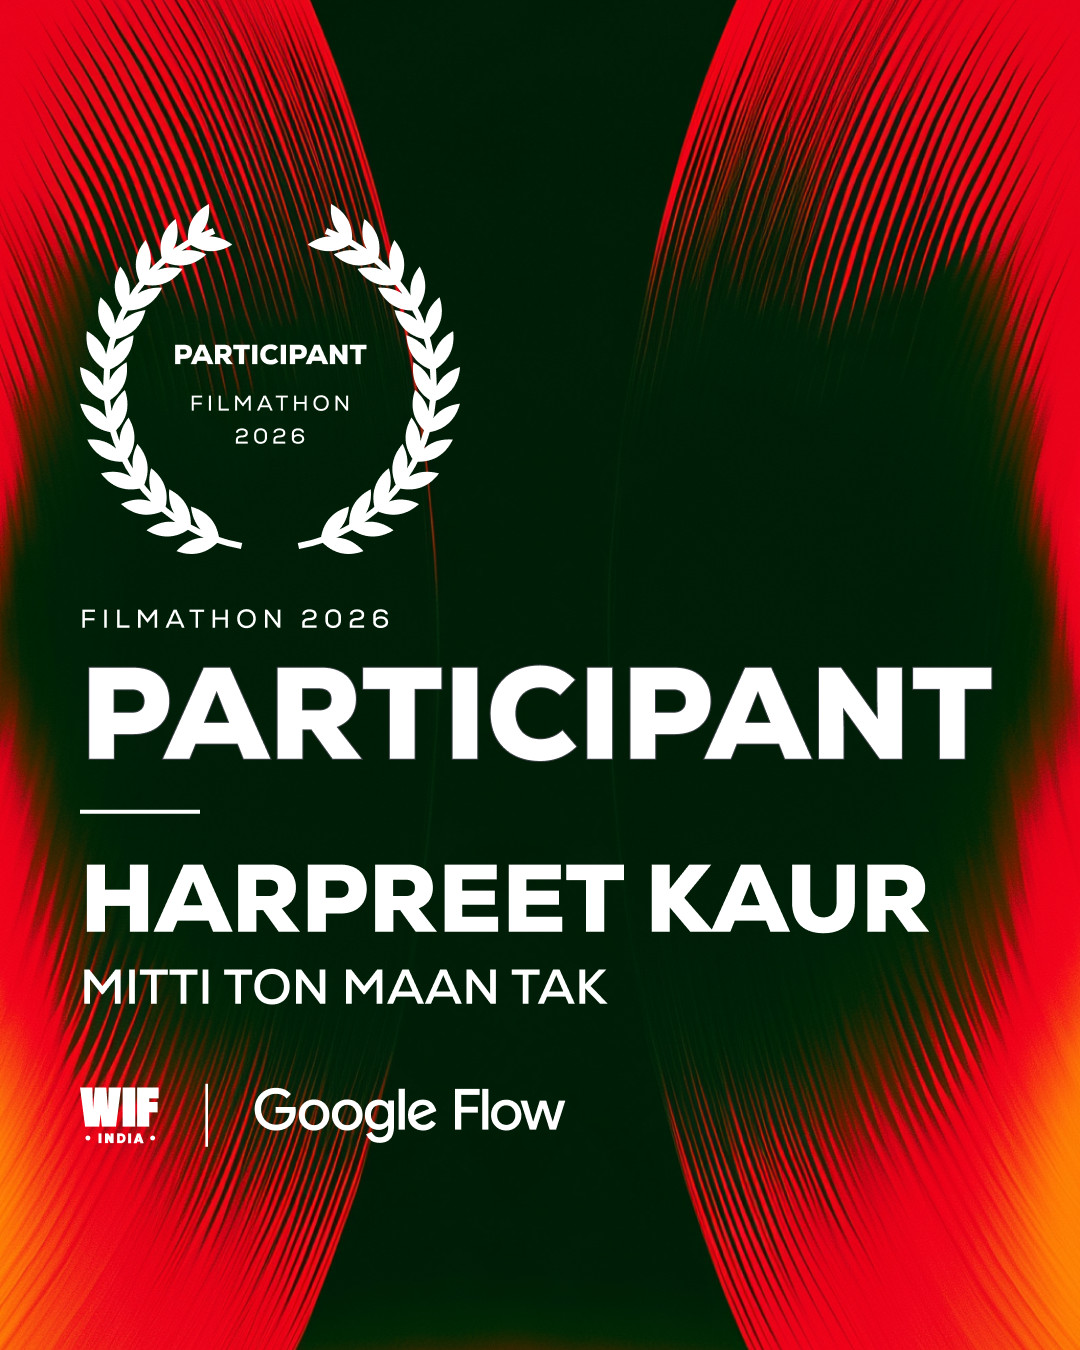 PARTICIPANT
FILMATHON
2026
FILMATHON 2026
PARTICIPANT
HARPREET KAUR
MITTI TON MAAN TAK
WIF
• INDIA •
Google Flow